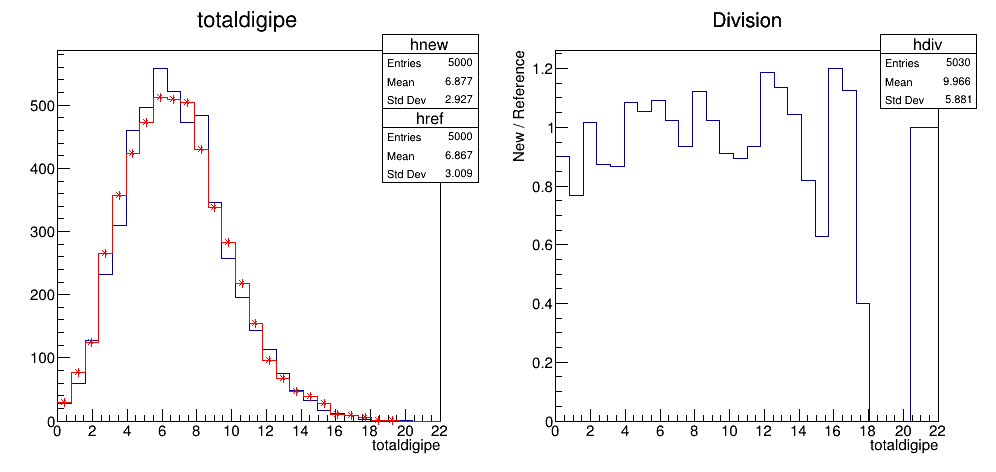 totaldigipe
hnew
Entries 5000
Mean 6.877
Std Dev 2.927
href
Entries 5000
Mean 6.867
Std Dev 3.009
500
400
300
200
100
0
0 2 4 6 8 10 12 14 16 18 20 22
totaldigipe
Division
hdiv
Entries 5030
Mean 9.966
Std Dev 5.881
New / Reference
1.2
1
0.8
0.6
0.4
0.2
0
0 2 4 6 8 10 12 14 16 18 20 22
totaldigipe